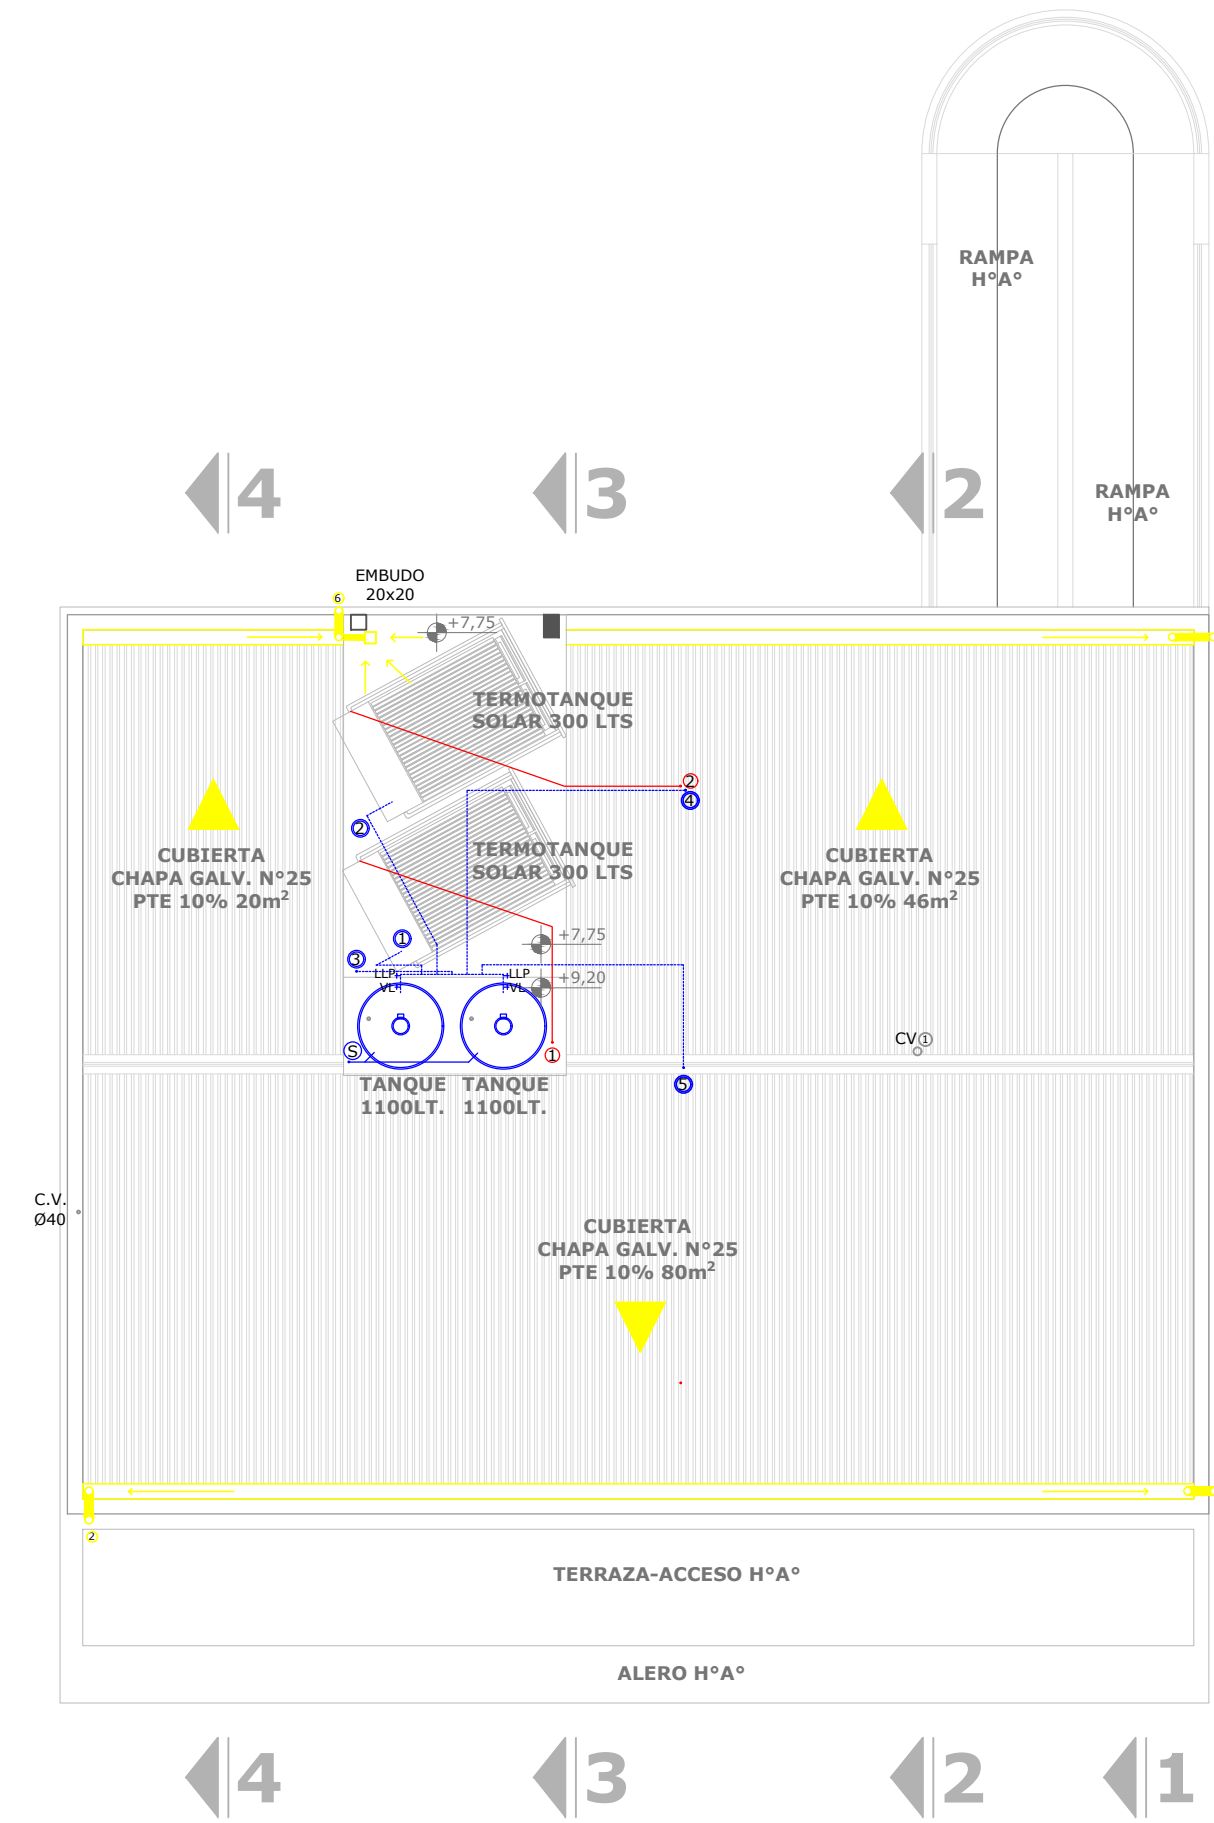 RAMPA
H°A°
4
3
2
RAMPA
H°A°
EMBUDO
20x20
6
+7,75
TERMOTANQUE
SOLAR 300 LTS
2
4
2
TERMOTANQUE
SOLAR 300 LTS
CUBIERTA
CHAPA GALV. N°25
PTE 10% 20m²
CUBIERTA
CHAPA GALV. N°25
PTE 10% 46m²
1
+7,75
3
LLP
LLP
+9,20
VL
VL
CV 1
S
1
5
TANQUE
1100LT.
TANQUE
1100LT.
C.V.
Ø40
CUBIERTA
CHAPA GALV. N°25
PTE 10% 80m²
2
TERRAZA-ACCESO H°A°
ALERO H°A°
4
3
2
1